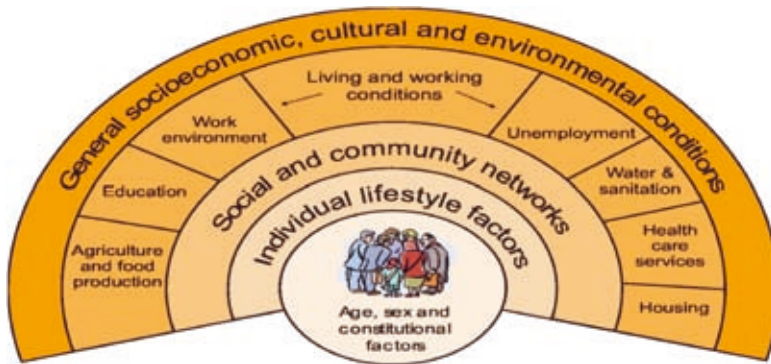 General socioeconomic, cultural and environmental conditions
Living and working
conditions
Work
environment
Unemployment
Education
Water &
sanitation
Agriculture
and food
production
Health
care
services
Housing
Social and community networks
Individual lifestyle factors
Age, sex and
constitutional
factors